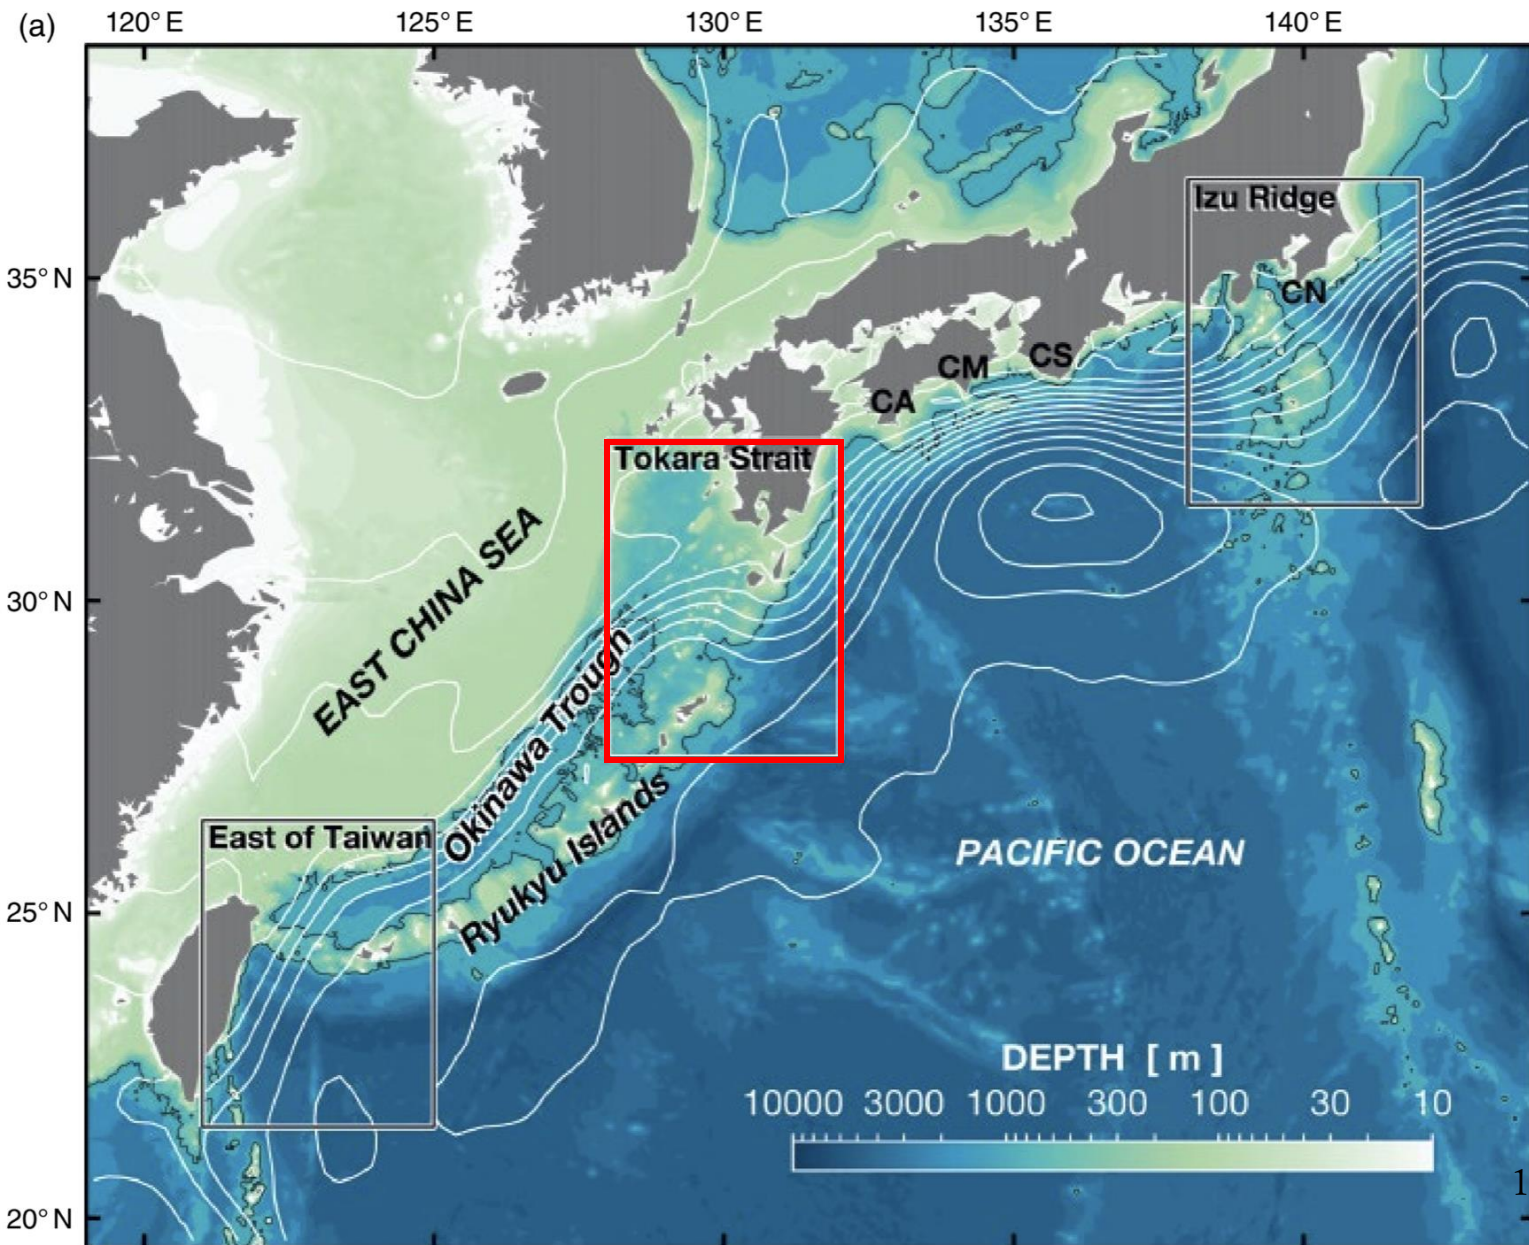 (a)
120° E 125° E 130° E 135° E 140° E
35° N
30° N
25° N
20° N
Izu Ridge
CN
CS
CM
CA
Tokara Strait
EAST CHINA SEA
Okinawa Trough
Ryukyu Islands
East of Taiwan
PACIFIC OCEAN
DEPTH [ m ]
10000 3000 1000 300 100 30 10
1